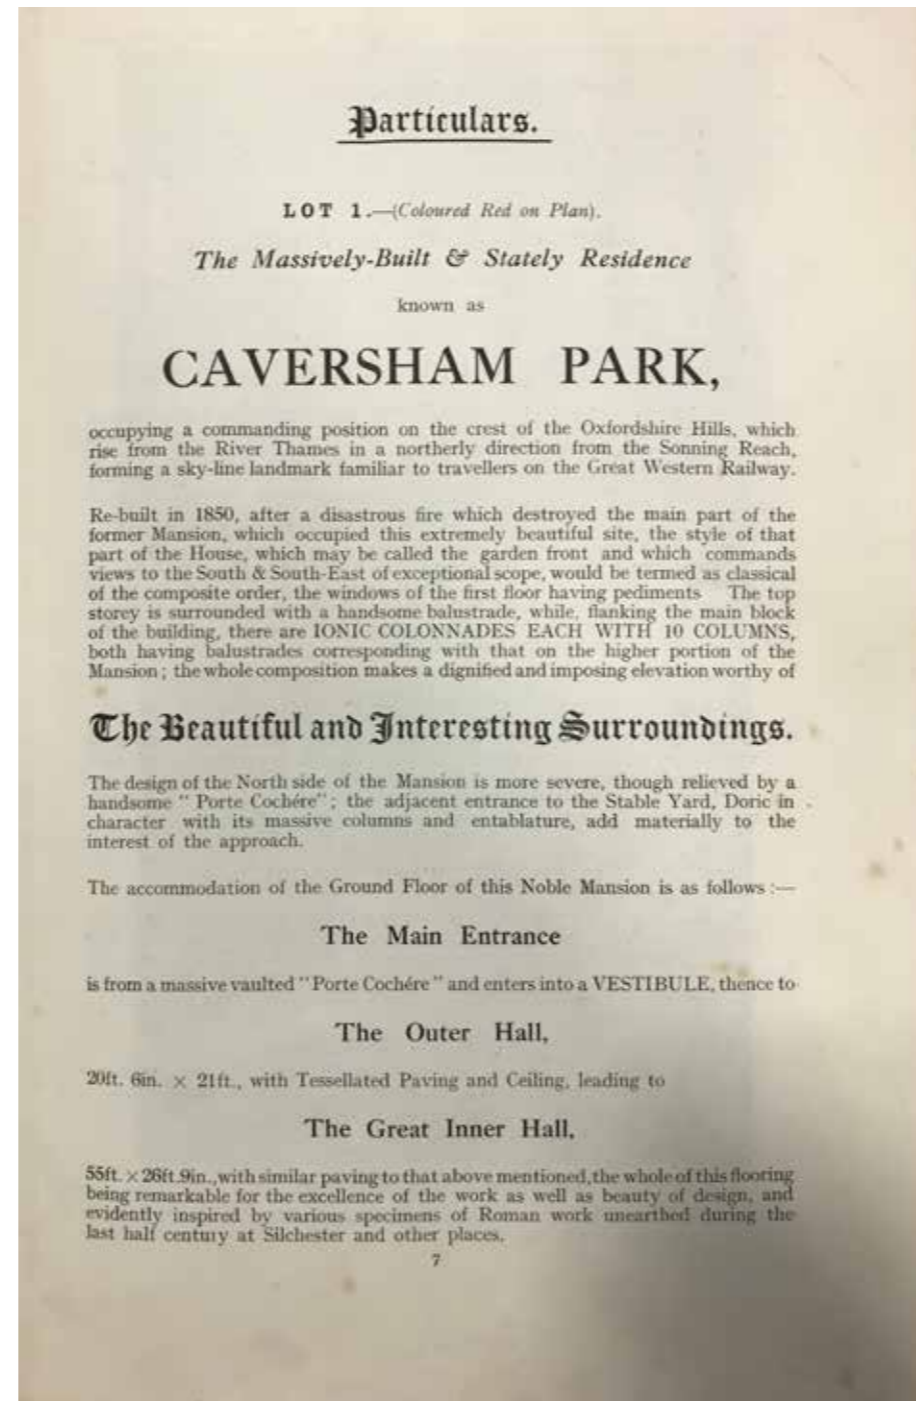 Particulars.
LOT 1.—(Coloured Red on Plan).
The Massively-Built & Stately Residence
known as
CAVERSHAM PARK,
occupying a commanding position on the crest of the Oxfordshire Hills, which
rise from the River Thames in a northerly direction from the Sonning Reach,
forming a sky-line landmark familiar to travellers on the Great Western Railway.
Re-built in 1850, after a disastrous fire which destroyed the main part of the
former Mansion, which occupied this extremely beautiful site, the style of that
part of the House, which may be called the garden front and which commands
views to the South & South-East of exceptional scope, would be termed as classical
of the composite order, the windows of the first floor having pediments The top
storey is surrounded with a handsome balustrade, while, flanking the main block
of the building, there are IONIC COLONNADES EACH WITH 10 COLUMNS,
both having balustrades corresponding with that on the higher portion of the
Mansion ; the whole composition makes a dignified and imposing elevation worthy of
The Beautiful and Interesting Surroundings.
The design of the North side of the Mansion is more severe, though relieved by a
handsome " Porte Cochére" ; the adjacent entrance to the Stable Yard, Doric in
character with its massive columns and entablature, add materially to the
interest of the approach.
The accommodation of the Ground Floor of this Noble Mansion is as follows :—
The Main Entrance
is from a massive vaulted "Porte Cochére" and enters into a VESTIBULE, thence to
The Outer Hall,
20ft. 6in. × 21ft., with Tessellated Paving and Ceiling, leading to
The Great Inner Hall,
55ft. × 26ft.9in., with similar paving to that above mentioned, the whole of this flooring
being remarkable for the excellence of the work as well as beauty of design, and
evidently inspired by various specimens of Roman work unearthed during the
last half century at Silchester and other places.
7